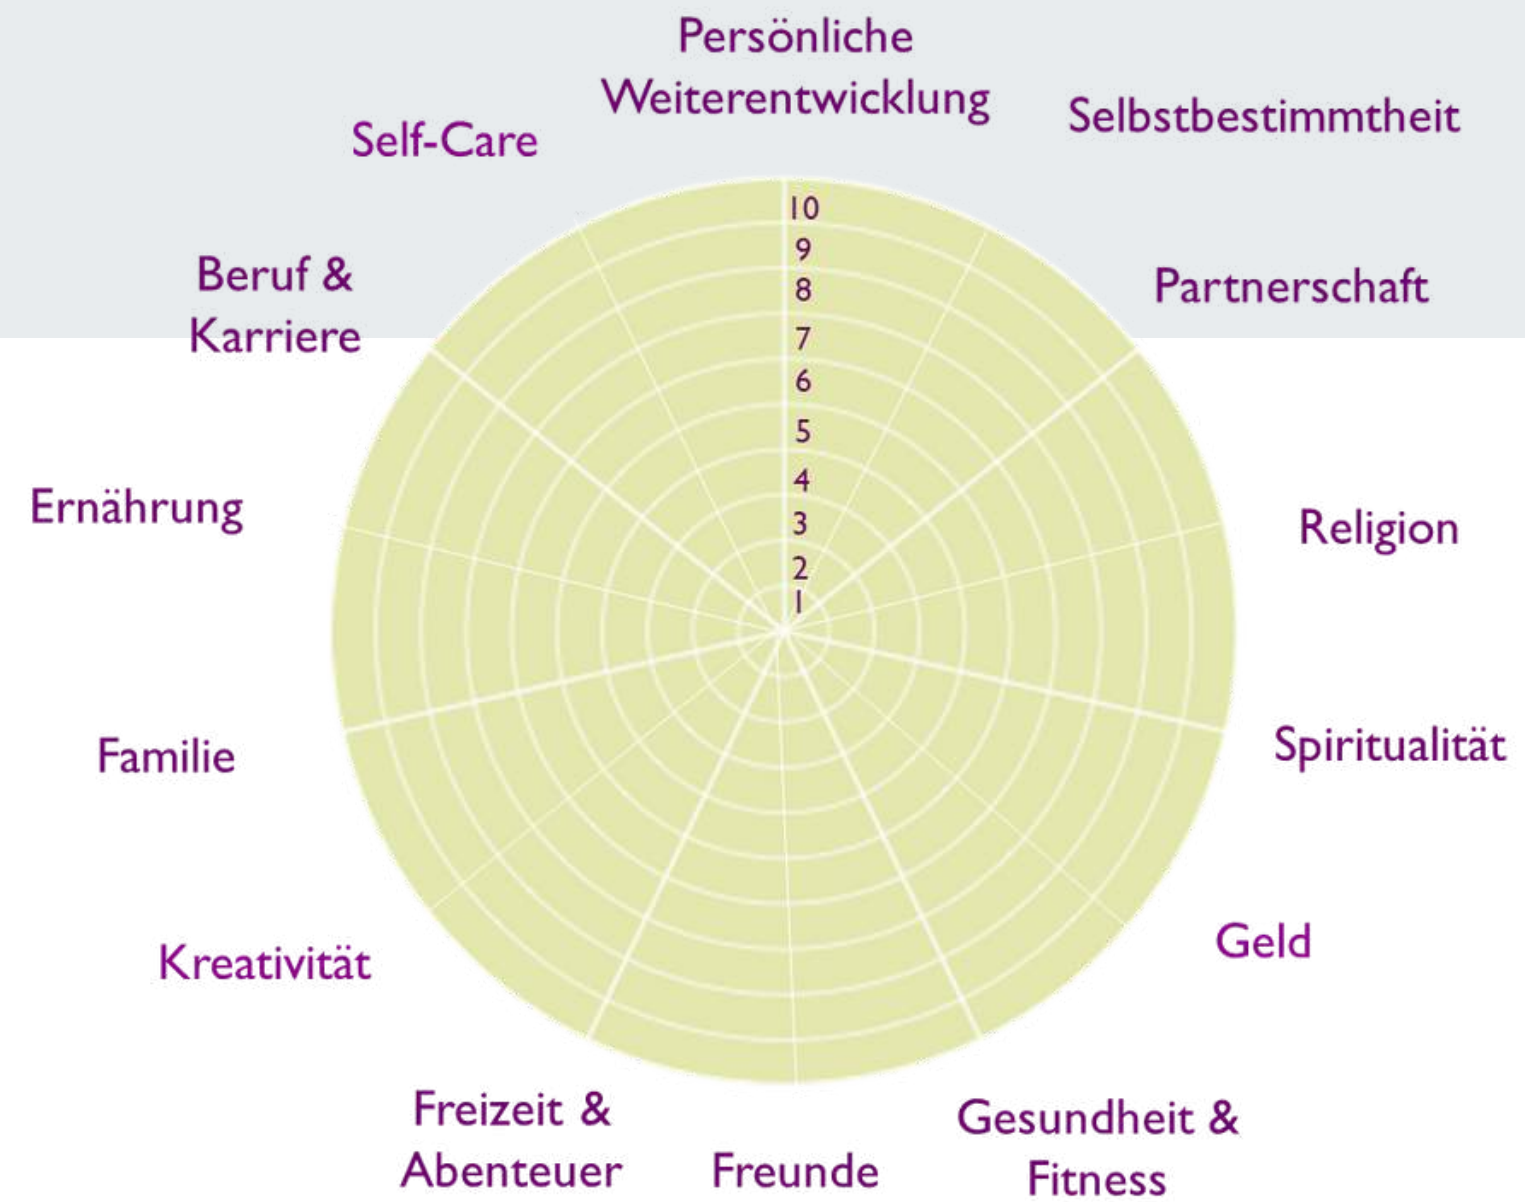 Persönliche
Weiterentwicklung
Selbstbestimmtheit
Self-Care
10
9
8
7
6
5
4
3
2
1
Beruf &
Karriere
Partnerschaft
Ernährung
Religion
Familie
Spiritualität
Kreativität
Geld
Freizeit &
Abenteuer
Freunde
Gesundheit &
Fitness